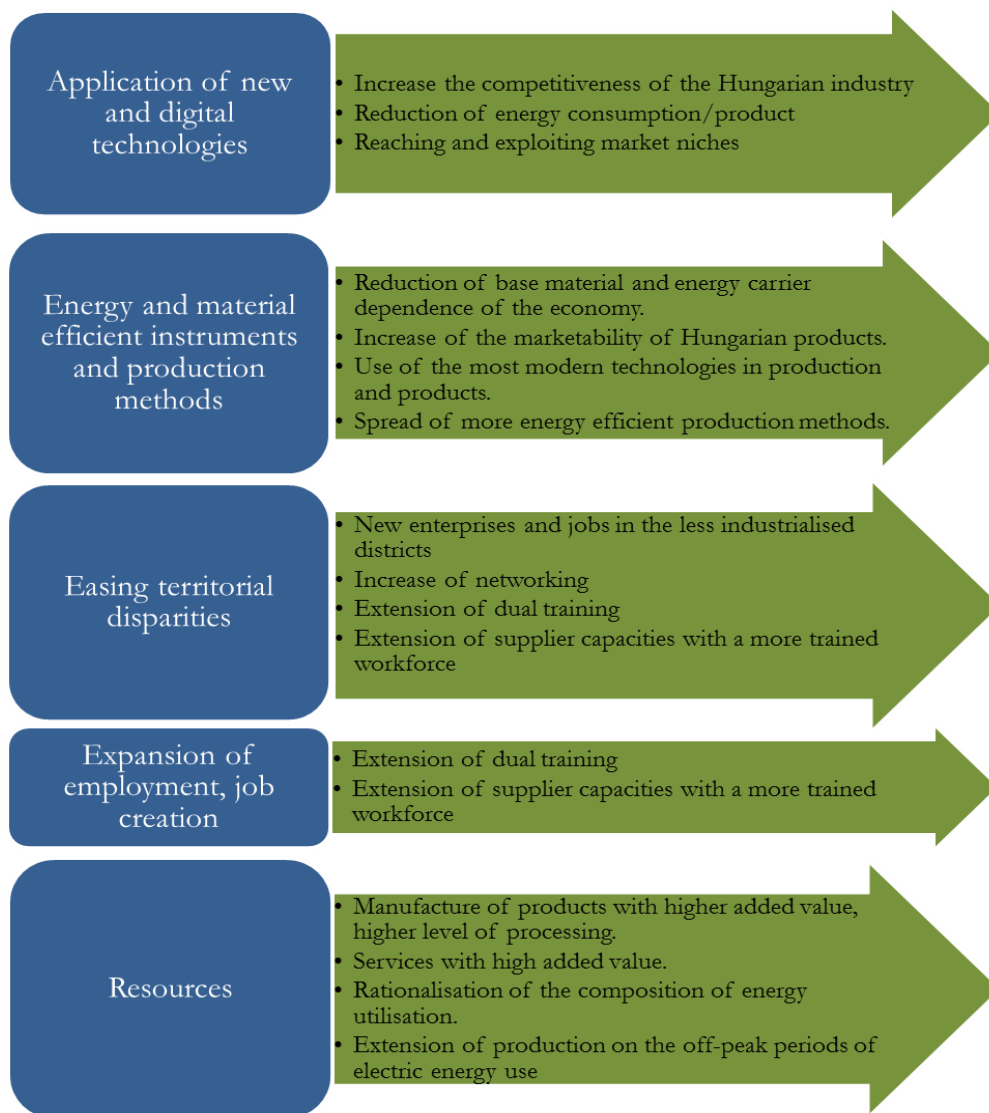 Application of new
and digital
technologies
• Increase the competitiveness of the Hungarian industry
• Reduction of energy consumption/product
• Reaching and exploiting market niches
Energy and material
efficient instruments
and production
methods
• Reduction of base material and energy carrier
dependence of the economy.
• Increase of the marketability of Hungarian products.
• Use of the most modern technologies in production
and products.
• Spread of more energy efficient production methods.
Easing territorial
disparities
• New enterprises and jobs in the less industrialised
districts
• Increase of networking
• Extension of dual training
• Extension of supplier capacities with a more trained
workforce
Expansion of
employment, job
creation
• Extension of dual training
• Extension of supplier capacities with a more trained
workforce
Resources
• Manufacture of products with higher added value,
higher level of processing.
• Services with high added value.
• Rationalisation of the composition of energy
utilisation.
• Extension of production on the off-peak periods of
electric energy use